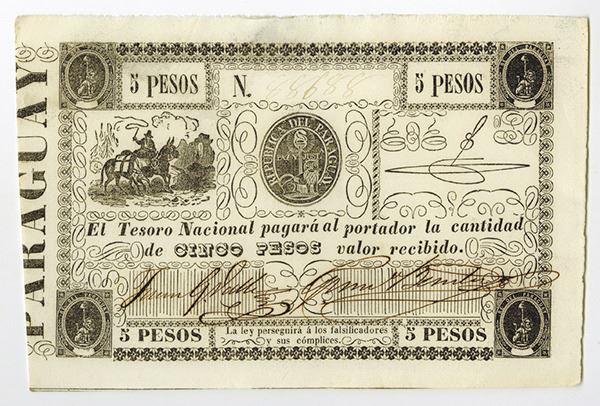 PARAGUAY
5 PESOS N. 48688 5 PESOS
REPUBLICA DEL PARAGUAY
El Tesoro Nacional pagará al portador la cantidad
de CINCO PESOS valor recibido.
5 PESOS La ley perseguirá à los falsificadores 5 PESOS
y sus cómplices.